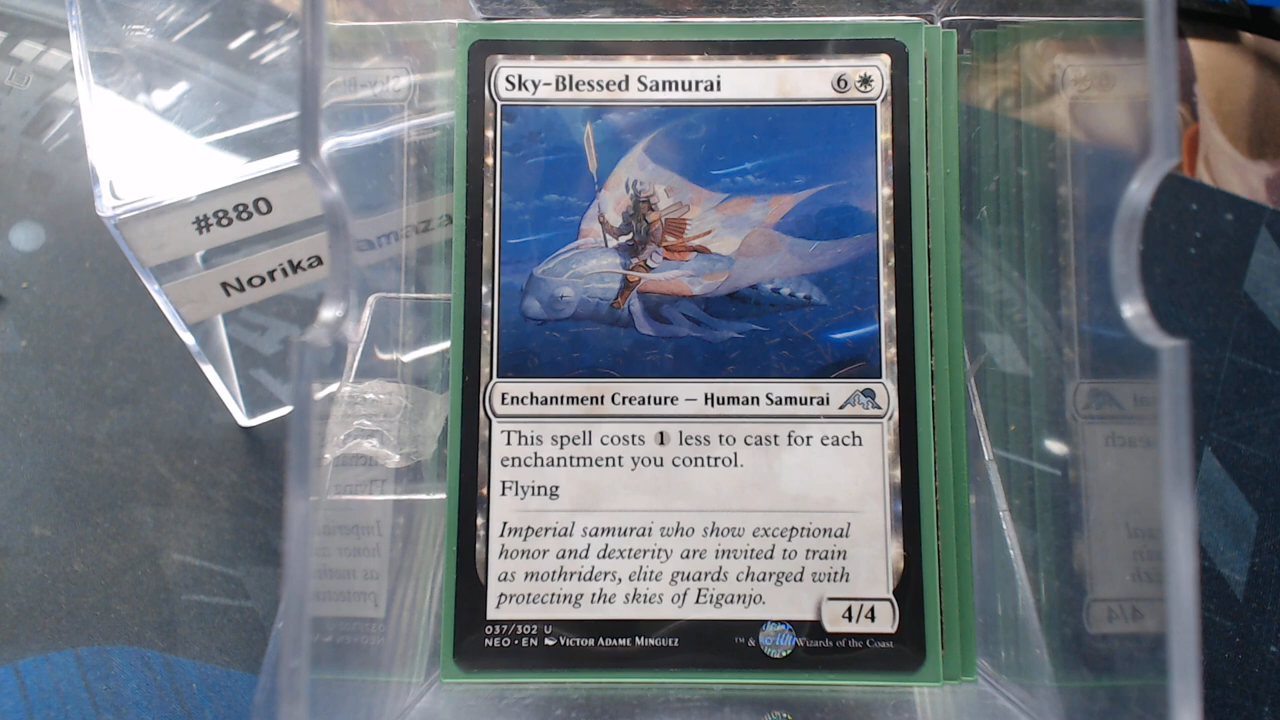 Sky-Blessed Samurai 6
#880
Norika
amaza
Enchantment Creature — Human Samurai
This spell costs 1 less to cast for each
enchantment you control.
Flying
Imperial samurai who show exceptional
honor and dexterity are invited to train
as mothriders, elite guards charged with
protecting the skies of Eiganjo.
4/4
037/302 U
NEO • EN Victor Adame Minguez
™ & Wizards of the Coast